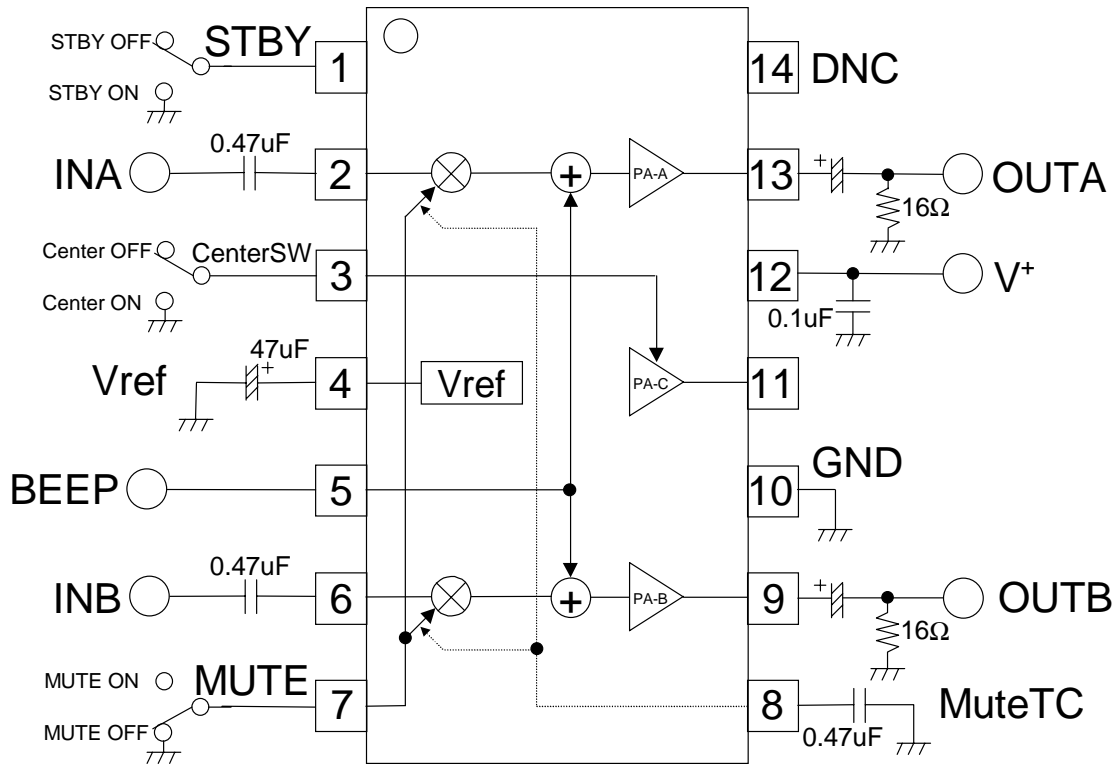 STBY OFF
STBY
STBY ON
1
14
DNC
0.47uF
INA
2
PA-A
13
+
OUTA
16Ω
Center OFF
CenterSW
3
12
V+
Center ON
0.1uF
47uF
+
Vref
4
Vref
PA-C
11
GND
BEEP
5
10
0.47uF
INB
6
PA-B
9
+
OUTB
16Ω
MUTE ON
MUTE
7
8
MuteTC
MUTE OFF
0.47uF